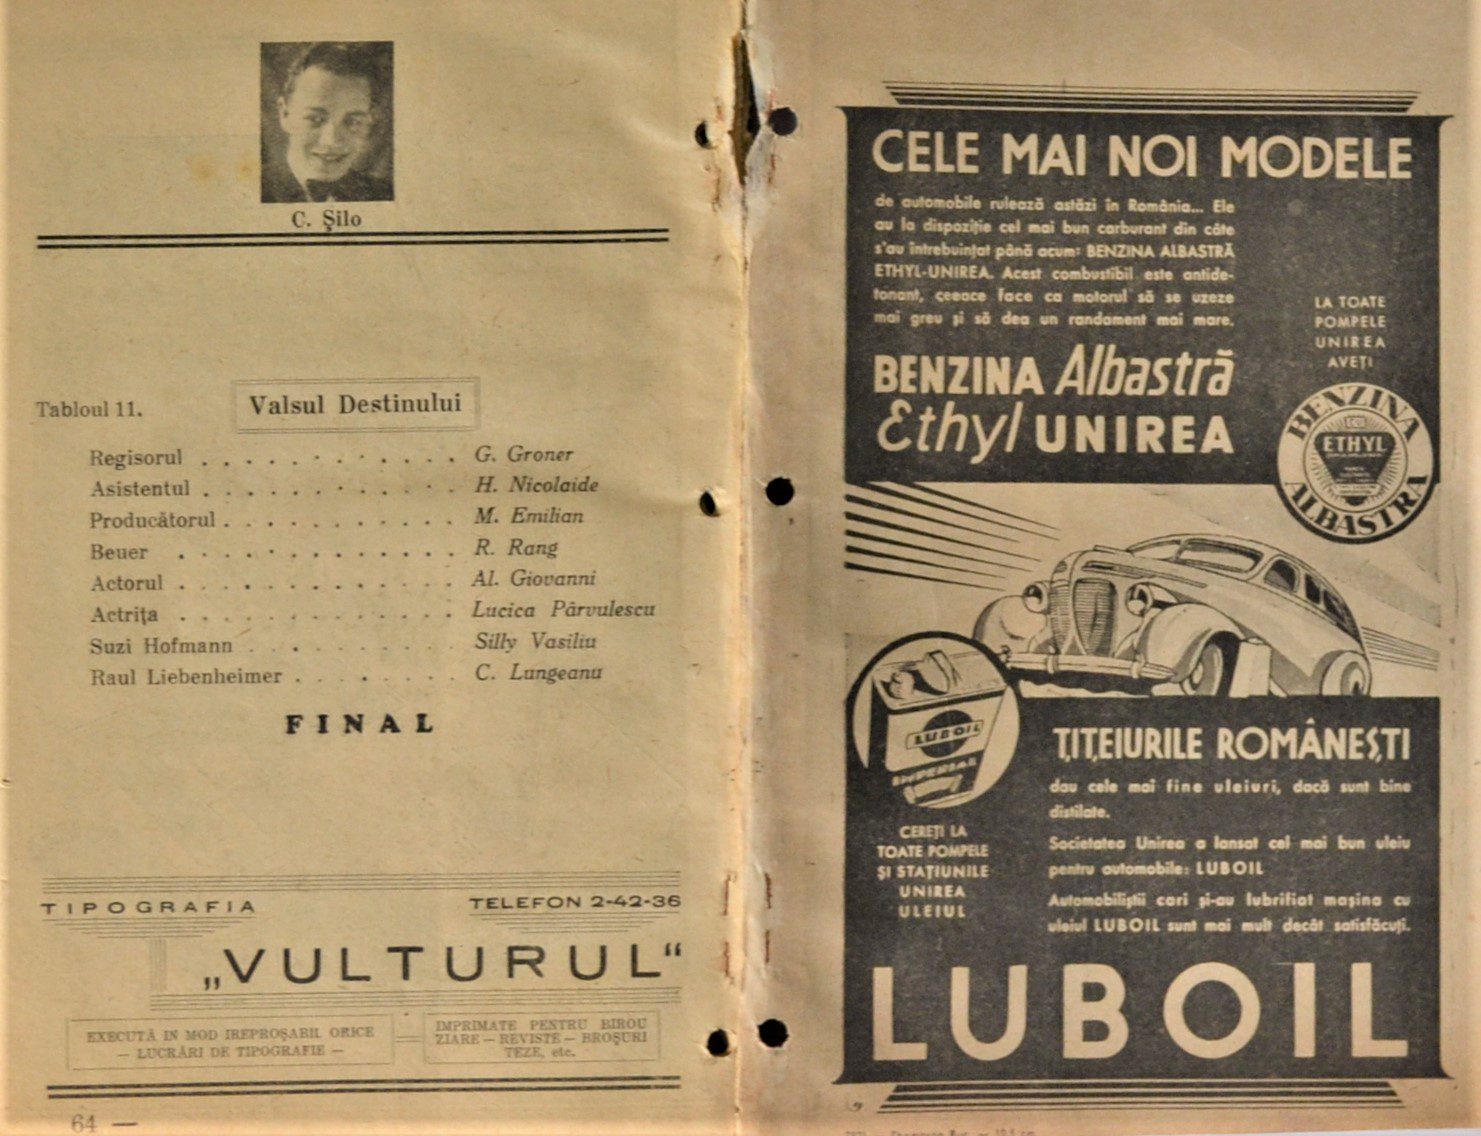 C. Şilo
Tabloul 11.
Valsul Destinului
Regisorul . . . . . . . . . . . . . G. Groner
Asistentul . . . . . . . . . . . . H. Nicolaide
Producătorul . . . . . . . . . . . M. Emilian
Beuer . . . . . . . . . . . . . R. Rang
Actorul . . . . . . . . . . . . . Al. Giovanni
Actriţa . . . . . . . . . . . . . Lucica Pârvulescu
Suzi Hofmann . . . . . . . . . . Silly Vasiliu
Raul Liebenheimer . . . . . . . . C. Langeanu
FINAL
TIPOGRAFIA
TELEFON 2-42-36
„VULTURUL“
EXECUTĂ IN MOD IREPROŞABIL ORICE
— LUCRĂRI DE TIPOGRAFIE —
IMPRIMATE PENTRU BIROU
ZIARE — REVISTE — BROŞURI
TEZE, etc.
64 —
CELE MAI NOI MODELE
de automobile rulează astăzi în România... Ele
au la dispoziţie cel mai bun carburant din câte
s'au întrebuinţat până acum: BENZINA ALBASTRĂ
ETHYL-UNIREA. Acest combustibil este antide-
tonant, ceeace face ca motorul să se uzeze
mai greu şi să dea un randament mai mare.
LA TOATE
POMPELE
UNIREA
AVEŢI
BENZINA Albastră
Ethyl UNIREA
BENZINA
ETHYL
ALBASTRA
LUBOIL
IMPERIAL
CEREŢI LA
TOATE POMPELE
ŞI STAŢIUNILE
UNIREA
ULEIUL
ŢIŢEIURILE ROMÂNEŞTI
dau cele mai fine uleiuri, dacă sunt bine
distilate.
Societatea Unirea a lansat cel mai bun uleiu
pentru automobile: LUBOIL
Automobiliştii cari şi-au lubrifiat maşina cu
uleiul LUBOIL sunt mai mult decât satisfăcuţi.
LUBOIL